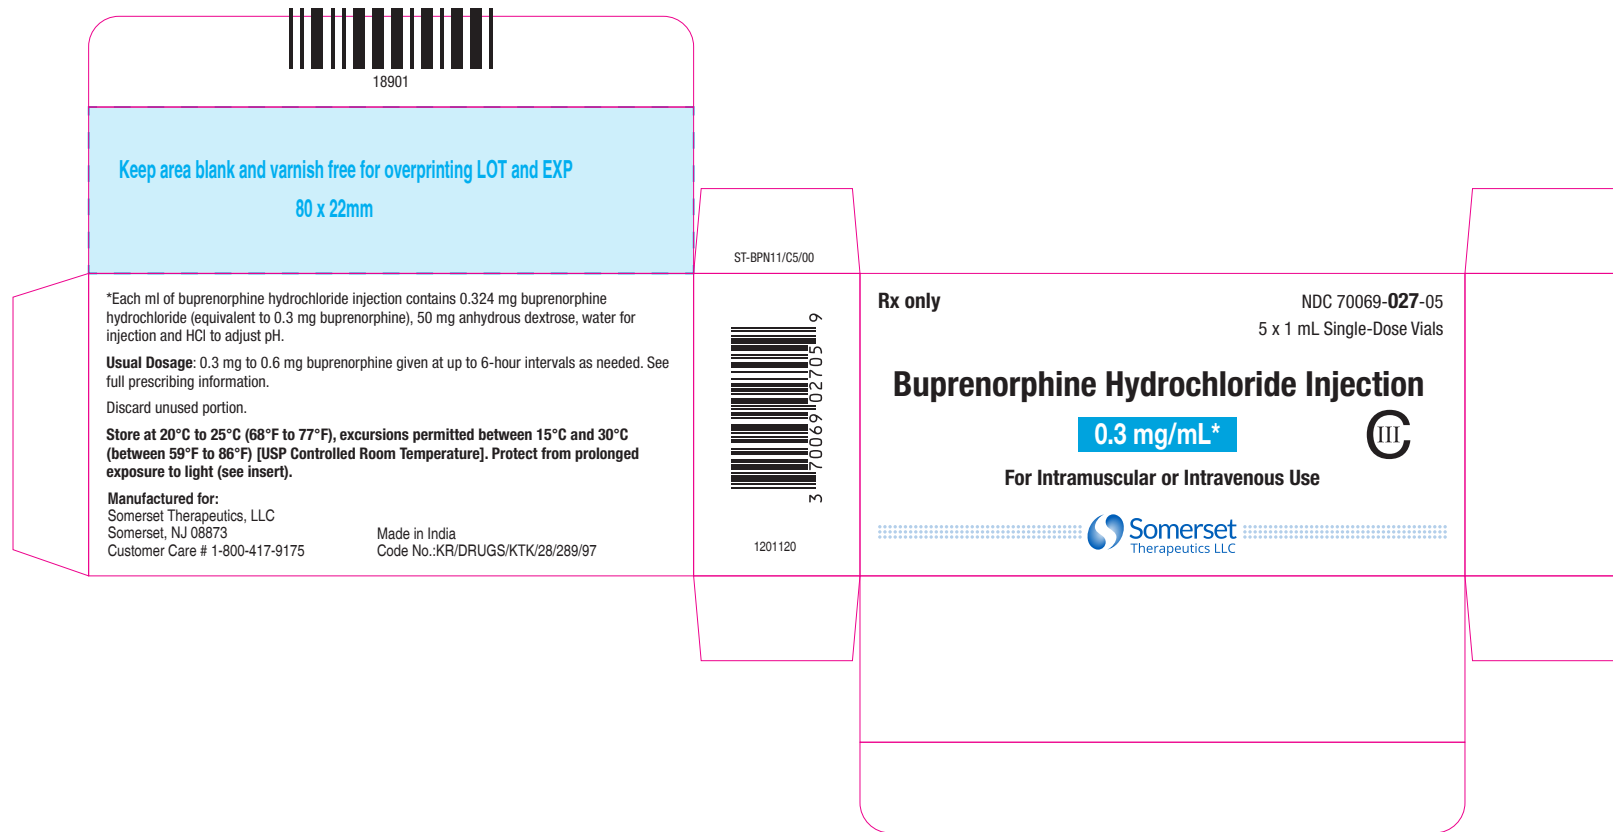 18901
Keep area blank and varnish free for overprinting LOT and EXP
80 x 22mm
*Each ml of buprenorphine hydrochloride injection contains 0.324 mg buprenorphine
hydrochloride (equivalent to 0.3 mg buprenorphine), 50 mg anhydrous dextrose, water for
injection and HCl to adjust pH.
Usual Dosage: 0.3 mg to 0.6 mg buprenorphine given at up to 6-hour intervals as needed. See
full prescribing information.
Discard unused portion.
Store at 20°C to 25°C (68°F to 77°F), excursions permitted between 15°C and 30°C
(between 59°F to 86°F) [USP Controlled Room Temperature]. Protect from prolonged
exposure to light (see insert).
Manufactured for:
Somerset Therapeutics, LLC
Somerset, NJ 08873
Customer Care # 1-800-417-9175
Made in India
Code No.:KR/DRUGS/KTK/28/289/97
ST-BPN11/C5/00
3 70069 02705 9
1201120
Rx only
NDC 70069-027-05
5 x 1 mL Single-Dose Vials
Buprenorphine Hydrochloride Injection
0.3 mg/mL*
CIII
For Intramuscular or Intravenous Use
Somerset
Therapeutics LLC